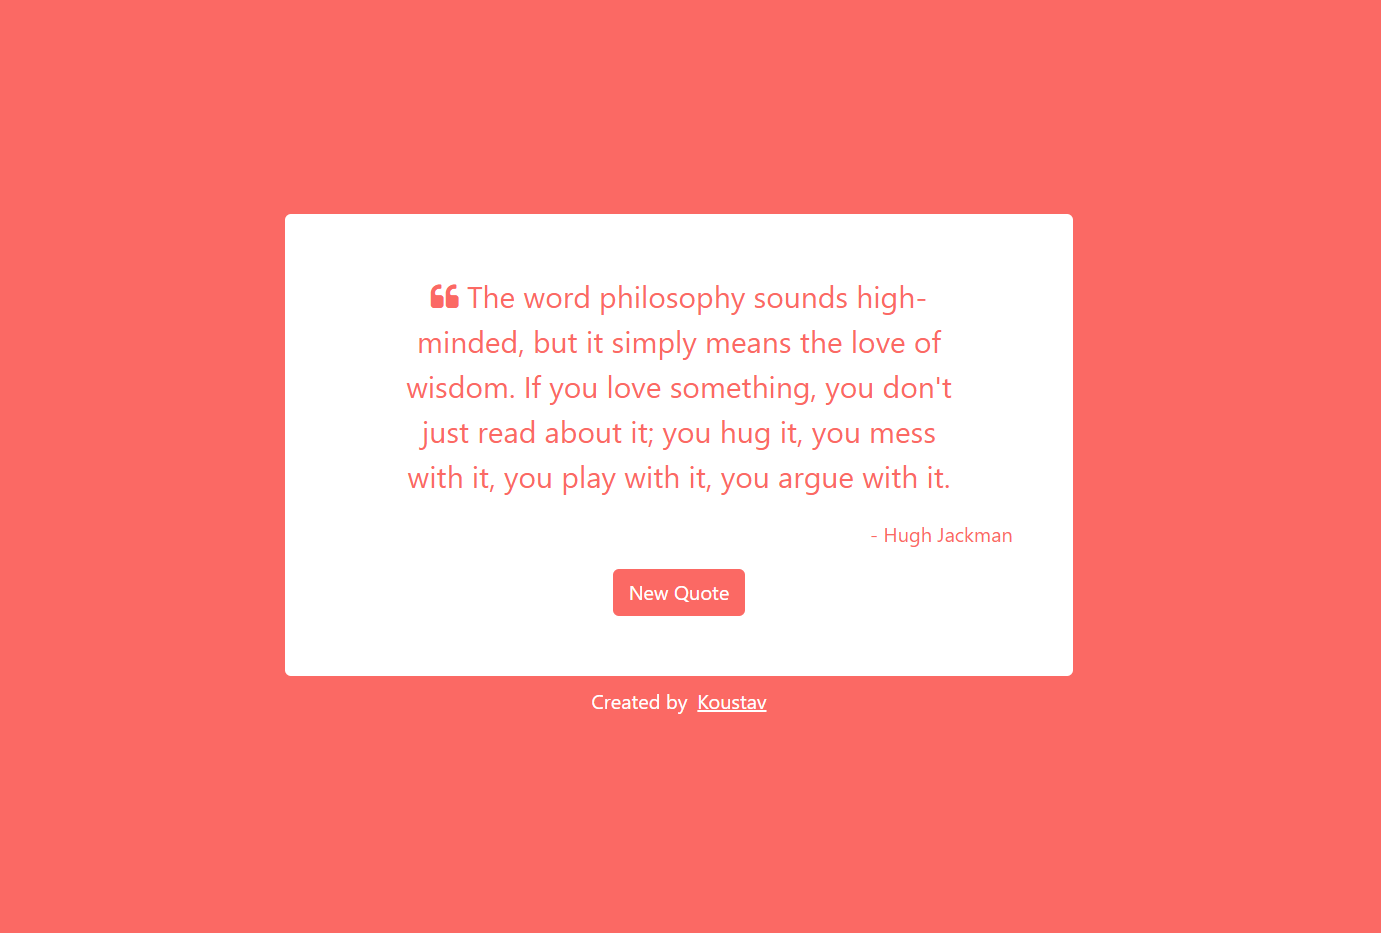 ❝ The word philosophy sounds high-
minded, but it simply means the love of
wisdom. If you love something, you don't
just read about it; you hug it, you mess
with it, you play with it, you argue with it.
- Hugh Jackman
New Quote
Created by Koustav